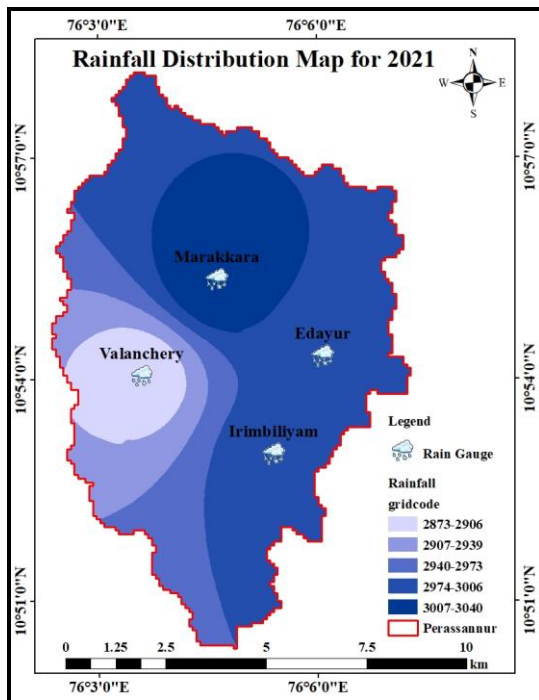 76°3'0"E
76°6'0"E
Rainfall Distribution Map for 2021
N
W
E
S
10°57'0"N
10°57'0"N
Marakkara
Edayur
Valanchery
10°54'0"N
10°54'0"N
Irimbiliyam
Legend
Rain Gauge
Rainfall
gridcode
2873-2906
2907-2939
2940-2973
2974-3006
3007-3040
Perassannur
10°51'0"N
10°51'0"N
0 1.25 2.5 5 7.5 10
km
76°3'0"E
76°6'0"E